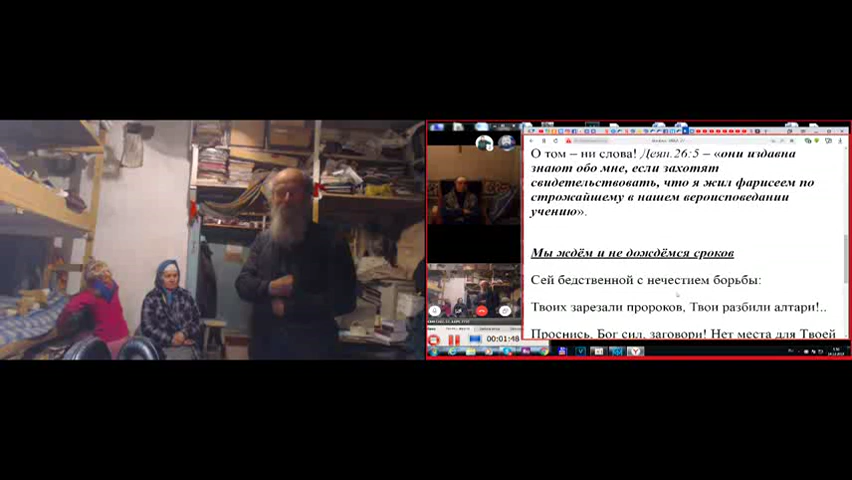 О том – ни слова! Деян.26:5 – «они издавна
знают обо мне, если захотят
свидетельствовать, что я жил фарисеем по
строжайшему в нашем вероисповедании
учению».
Мы ждём и не дождёмся сроков
Сей бедственной с нечестием борьбы:
Твоих зарезали пророков, Твои разбили алтари!..
Проснись, Бог сил, заговори! Нет места для Твоей
00:01:48